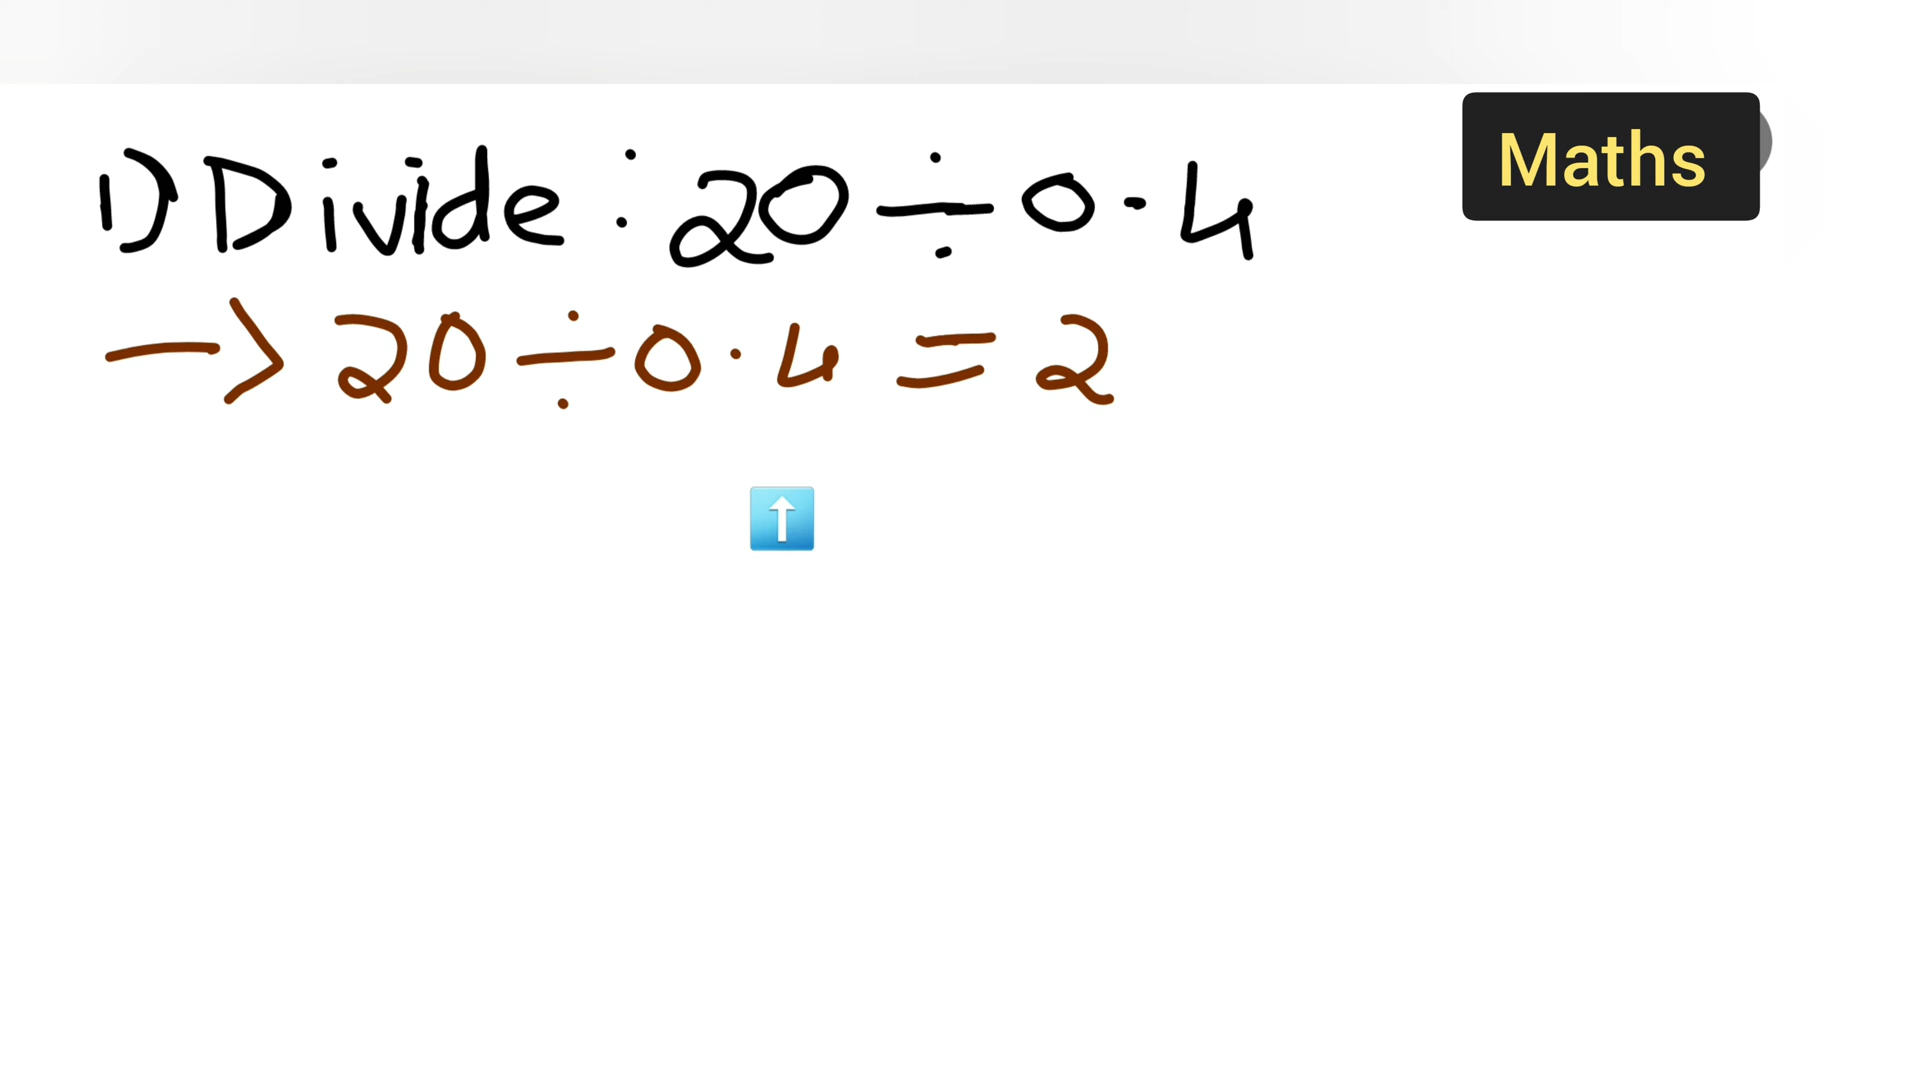 Maths
1) Divide : 20 ÷ 0.4
→ 20 ÷ 0.4 = 2